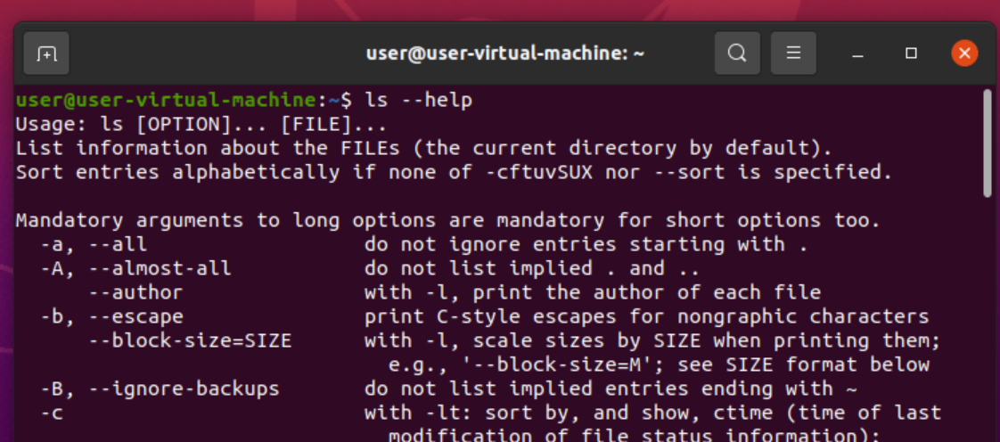 user@user-virtual-machine: ~
user@user-virtual-machine:~$ ls --help
Usage: ls [OPTION]... [FILE]...
List information about the FILEs (the current directory by default).
Sort entries alphabetically if none of -cftuvSUX nor --sort is specified.

Mandatory arguments to long options are mandatory for short options too.
  -a, --all                  do not ignore entries starting with .
  -A, --almost-all           do not list implied . and ..
      --author               with -l, print the author of each file
  -b, --escape               print C-style escapes for nongraphic characters
      --block-size=SIZE      with -l, scale sizes by SIZE when printing them;
                               e.g., '--block-size=M'; see SIZE format below
  -B, --ignore-backups       do not list implied entries ending with ~
  -c                         with -lt: sort by, and show, ctime (time of last
                               modification of file status information);